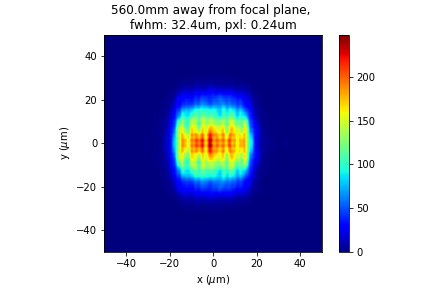 560.0mm away from focal plane,
fwhm: 32.4um, pxl: 0.24um
40
20
0
−20
−40
y (μm)
−40 −20 0 20 40
x (μm)
200
150
100
50
0